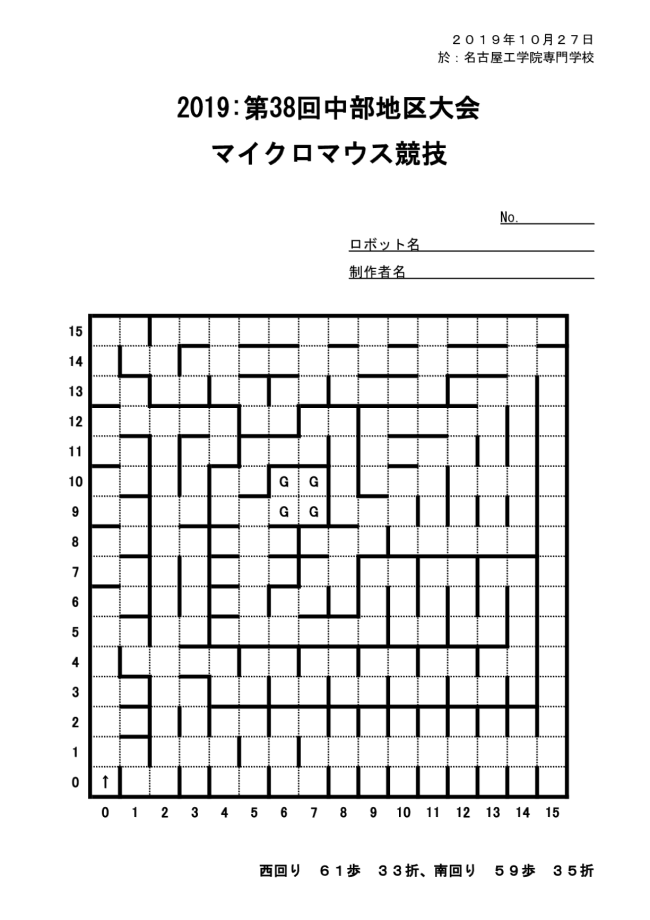 ２０１９年１０月２７日
於：名古屋工学院専門学校
2019:第38回中部地区大会
マイクロマウス競技
No.
ロボット名
制作者名
15
14
13
12
11
10 G G
9 G G
8
7
6
5
4
3
2
1
0 ↑
0 1 2 3 4 5 6 7 8 9 10 11 12 13 14 15
西回り　６１歩　３３折、南回り　５９歩　３５折